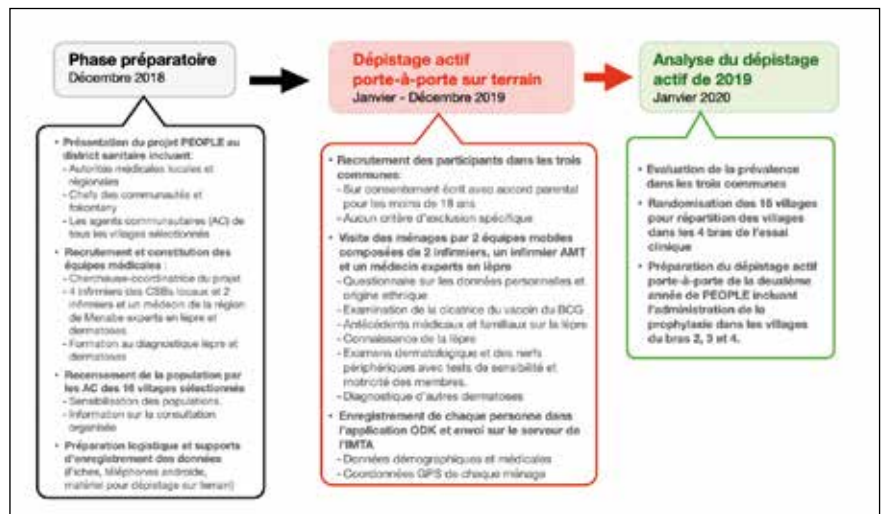 Phase préparatoire
Décembre 2018
• Présentation du projet PEOPLE au
district sanitaire incluant:
- Autorités médicales locales et
régionales
- Chefs des communautés et
fokontany
- Les agents communautaires (AC) de
tous les villages sélectionnés
• Recrutement et constitution des
équipes médicales :
- Chercheuse-coordinatrice du projet
- 4 infirmiers des CSBs locaux et 2
infirmiers et un médecin de la région
de Menabe experts en lèpre et
dermatoses
- Formation au diagnostique lèpre et
dermatoses
• Recensement de la population par
les AC des 16 villages sélectionnés
- Sensibilisation des populations.
- Information sur la consultation
organisée
• Préparation logistique et supports
d'enregistrement des données
(Fiches, téléphones androïde,
matériel pour dépistage sur terrain)
Dépistage actif
porte-à-porte sur terrain
Janvier - Décembre 2019
• Recrutement des participants dans les trois
communes:
- Sur consentement écrit avec accord parental
pour les moins de 18 ans
- Aucun critère d'exclusion spécifique
• Visite des ménages par 2 équipes mobiles
composées de 2 infirmiers, un infirmier AMT
et un médecin experts en lèpre
- Questionnaire sur les données personnelles et
origine ethnique
- Examination de la cicatrice du vaccin du BCG
- Antécédents médicaux et familiaux sur la lèpre
- Connaissance de la lèpre
- Examens dermatologique et des nerfs
périphériques avec tests de sensibilité et
motricité des membres.
- Diagnostique d'autres dermatoses
• Enregistrement de chaque personne dans
l'application ODK et envoi sur le serveur de
l'IMTA
- Données démographiques et médicales
- Coordonnées GPS de chaque ménage
Analyse du dépistage
actif de 2019
Janvier 2020
• Evaluation de la prévalence
dans les trois communes
• Randomisation des 16 villages
pour répartition des villages
dans les 4 bras de l'essai
clinique
• Préparation du dépistage actif
porte-à-porte de la deuxième
année de PEOPLE incluant
l'administration de la
prophylaxie dans les villages
du bras 2, 3 et 4.